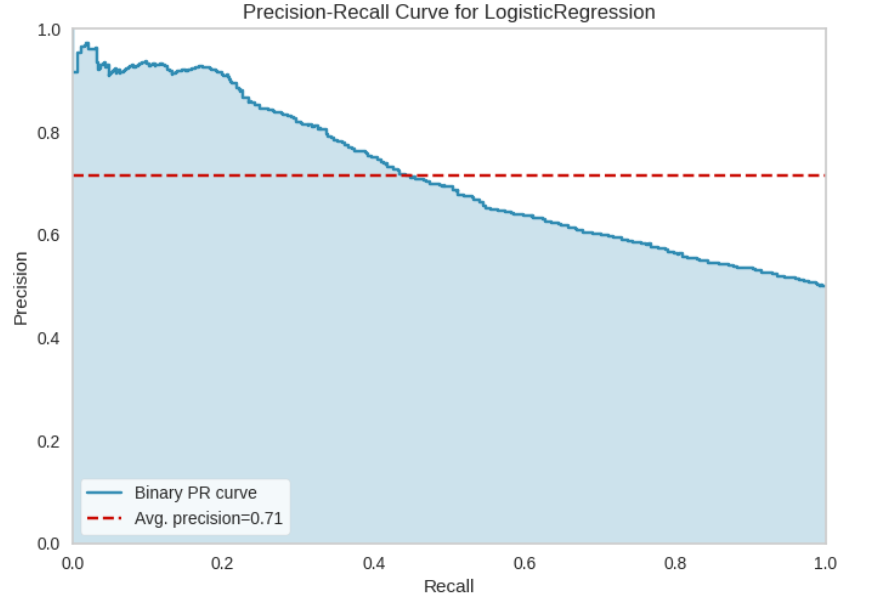 Precision-Recall Curve for LogisticRegression
1.0
0.8
0.6
0.4
0.2
0.0
Precision
Binary PR curve
Avg. precision=0.71
0.0 0.2 0.4 0.6 0.8 1.0
Recall